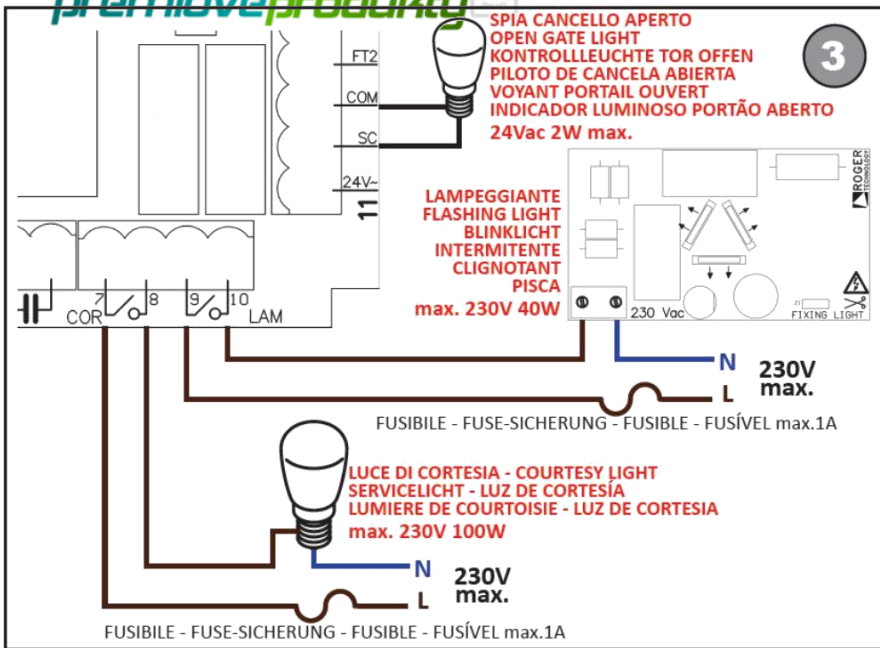 premiové produkty
SPIA CANCELLO APERTO
OPEN GATE LIGHT
KONTROLLLEUCHTE TOR OFFEN
PILOTO DE CANCELA ABIERTA
VOYANT PORTAIL OUVERT
INDICADOR LUMINOSO PORTÃO ABERTO
24Vac 2W max.
3
FT2
COM
SC
24V~
11
LAMPEGGIANTE
FLASHING LIGHT
BLINKLICHT
INTERMITENTE
CLIGNOTANT
PISCA
max. 230V 40W
ROGER
TECHNOLOGY
230 Vac
J1
FIXING LIGHT
COR 7 8 9 10 LAM
N
L
230V
max.
FUSIBILE - FUSE-SICHERUNG - FUSIBLE - FUSÍVEL max.1A
LUCE DI CORTESIA - COURTESY LIGHT
SERVICELICHT - LUZ DE CORTESÍA
LUMIERE DE COURTOISIE - LUZ DE CORTESIA
max. 230V 100W
N
L
230V
max.
FUSIBILE - FUSE-SICHERUNG - FUSIBLE - FUSÍVEL max.1A